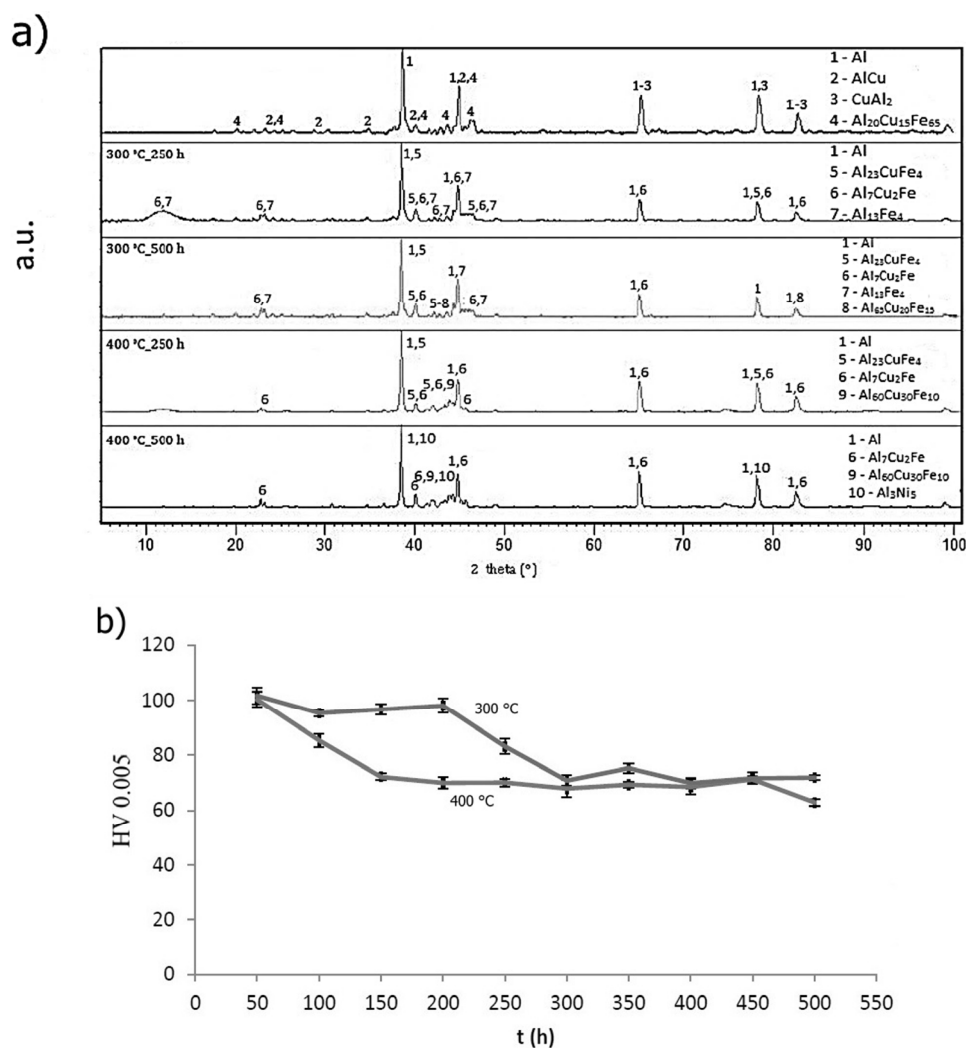 a)
a.u.
1
4
2,4
2
2
2,4
4
1,2,4
4
1-3
1,3
1-3
1 - Al
2 - AlCu
3 - CuAl₂
4 - Al₂₀Cu₁₅Fe₆₅
300 °C_250 h
6,7
6,7
1,5
5,6,7
6,7
1,6,7
5,6,7
1,6
1,5,6
1,6
1 - Al
5 - Al₂₃CuFe₄
6 - Al₇Cu₂Fe
7 - Al₁₃Fe₄
300 °C_500 h
6,7
1,5
5,6
5-8
1,7
6,7
1,6
1
1,8
1 - Al
5 - Al₂₃CuFe₄
6 - Al₇Cu₂Fe
7 - Al₁₃Fe₄
8 - Al₆₅Cu₂₀Fe₁₅
400 °C_250 h
6
1,5
5,6
5,6,9
1,6
6
1,6
1,5,6
1,6
1 - Al
5 - Al₂₃CuFe₄
6 - Al₇Cu₂Fe
9 - Al₆₀Cu₃₀Fe₁₀
400 °C_500 h
6
1,10
6
6,9,10
1,6
1,6
1,10
1,6
1 - Al
6 - Al₇Cu₂Fe
9 - Al₆₀Cu₃₀Fe₁₀
10 - Al₃Ni₅
10 20 30 40 50 60 70 80 90 100
2 theta (°)
b)
120
100
80
60
40
20
0
HV 0.005
300 °C
400 °C
0 50 100 150 200 250 300 350 400 450 500 550
t (h)